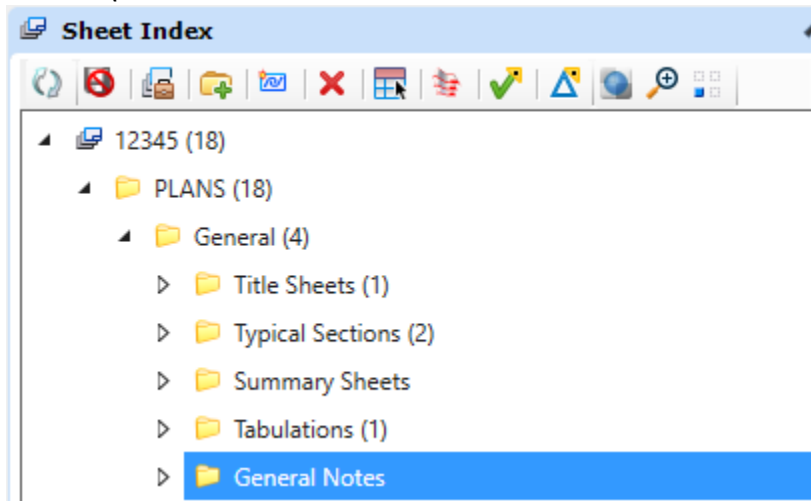 Sheet Index
12345 (18)
PLANS (18)
General (4)
Title Sheets (1)
Typical Sections (2)
Summary Sheets
Tabulations (1)
General Notes